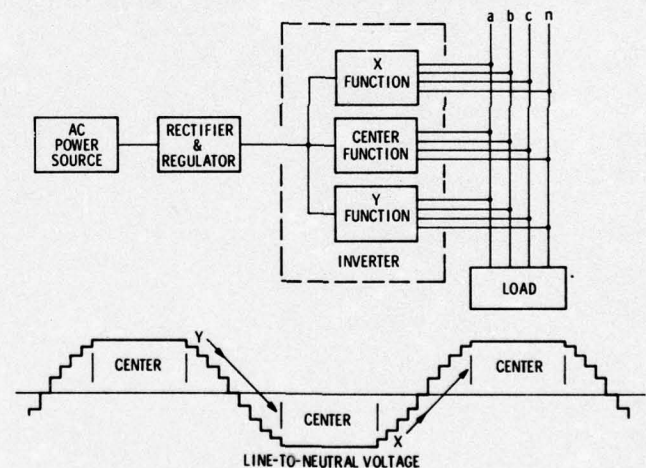 a b c n
X
FUNCTION
AC
POWER
SOURCE
RECTIFIER
&
REGULATOR
CENTER
FUNCTION
Y
FUNCTION
INVERTER
LOAD
Y
CENTER
CENTER
CENTER
X
LINE-TO-NEUTRAL VOLTAGE